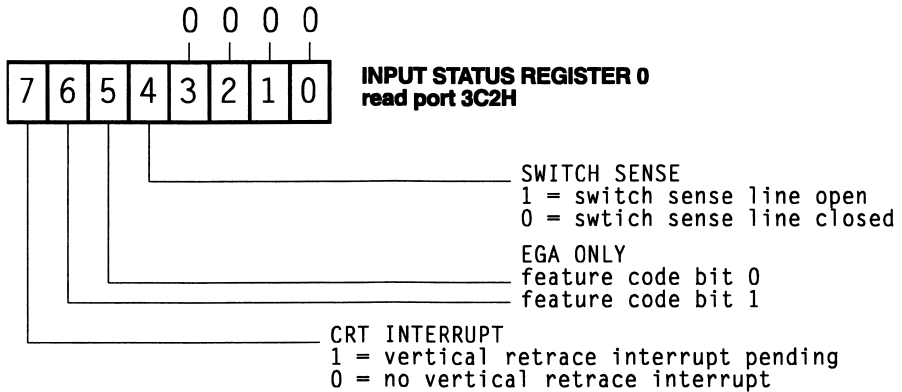 0 0 0 0
7 6 5 4 3 2 1 0
INPUT STATUS REGISTER 0
read port 3C2H
SWITCH SENSE
1 = switch sense line open
0 = swtich sense line closed
EGA ONLY
feature code bit 0
feature code bit 1
CRT INTERRUPT
1 = vertical retrace interrupt pending
0 = no vertical retrace interrupt